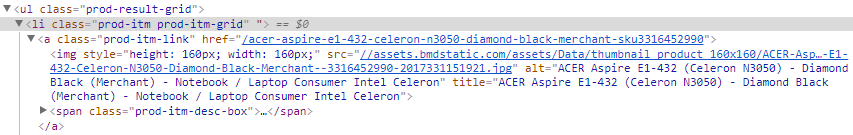 ▼<ul class="prod-result-grid">
▼<li class="prod-itm prod-itm-grid" "> == $0
▼<a class="prod-itm-link" href="/acer-aspire-e1-432-celeron-n3050-diamond-black-merchant-sku3316452990">
<img style="height: 160px; width: 160px;" src="//assets.bmdstatic.com/assets/Data/thumbnail_product_160x160/ACER-Asp…-E1-
432-Celeron-N3050-Diamond-Black-Merchant--3316452990-2017331151921.jpg" alt="ACER Aspire E1-432 (Celeron N3050) - Diamond
Black (Merchant) - Notebook / Laptop Consumer Intel Celeron" title="ACER Aspire E1-432 (Celeron N3050) - Diamond Black
(Merchant) - Notebook / Laptop Consumer Intel Celeron">
▶<span class="prod-itm-desc-box">…</span>
</a>